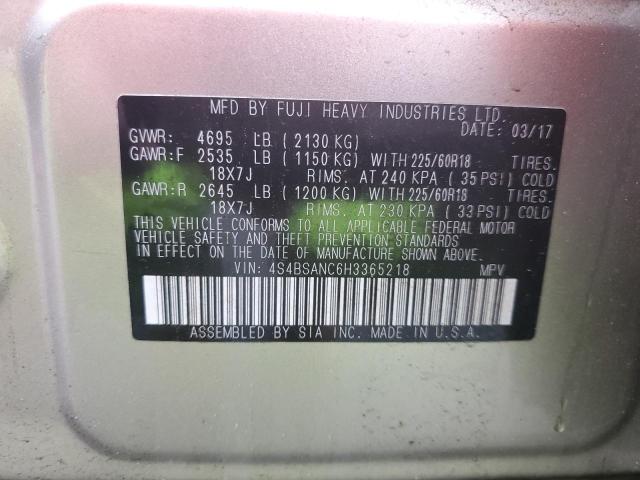 MFD BY FUJI HEAVY INDUSTRIES LTD.
DATE: 03/17
GVWR: 4695 LB ( 2130 KG)
GAWR:F 2535 LB ( 1150 KG) WITH 225/60R18 TIRES.
18X7J RIMS. AT 240 KPA ( 35 PSI) COLD
GAWR:R 2645 LB ( 1200 KG) WITH 225/60R18 TIRES.
18X7J RIMS. AT 230 KPA ( 33 PSI) COLD
THIS VEHICLE CONFORMS TO ALL APPLICABLE FEDERAL MOTOR
VEHICLE SAFETY AND THEFT PREVENTION STANDARDS
IN EFFECT ON THE DATE OF MANUFACTURE SHOWN ABOVE.
VIN: 4S4BSANC6H3365218 MPV
ASSEMBLED BY SIA INC. MADE IN U.S.A.